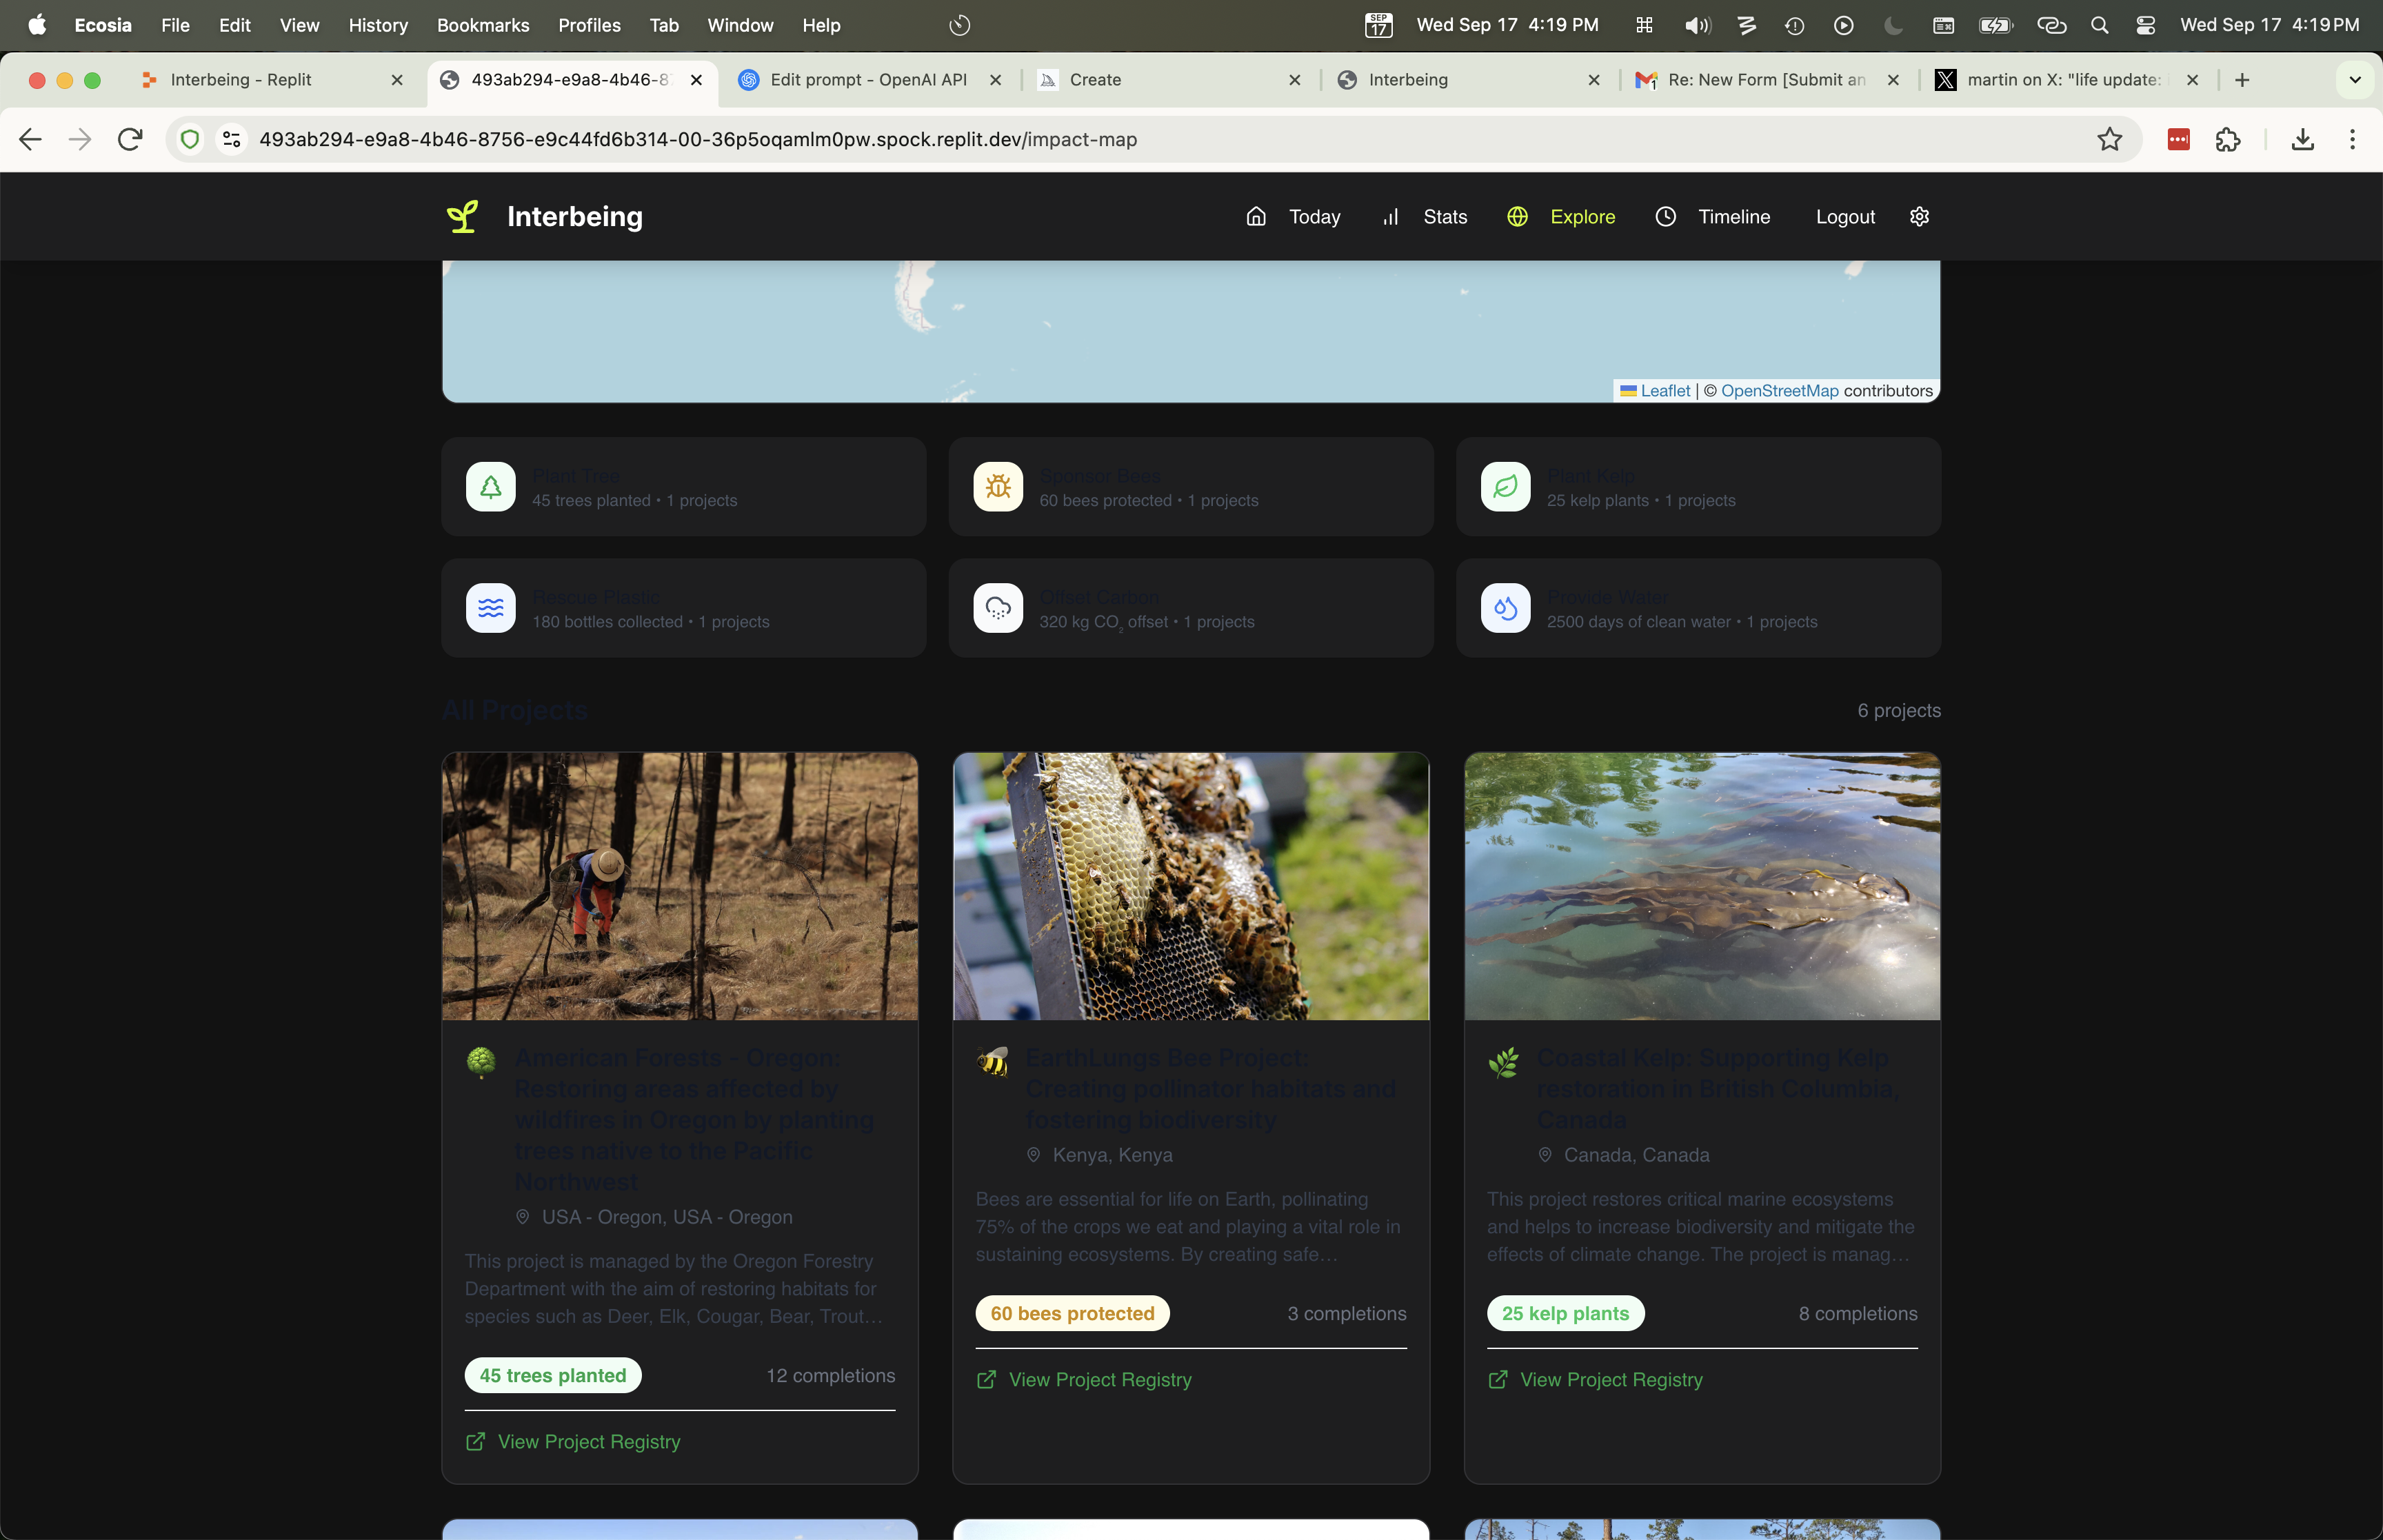 Ecosia File Edit View History Bookmarks Profiles Tab Window Help SEP 17 Wed Sep 17 4:19 PM Wed Sep 17 4:19 PM
Interbeing - Replit 493ab294-e9a8-4b46-87 Edit prompt - OpenAI API Create Interbeing Re: New Form [Submit an martin on X: "life update:
493ab294-e9a8-4b46-8756-e9c44fd6b314-00-36p5oqamlm0pw.spock.replit.dev/impact-map
Interbeing Today Stats Explore Timeline Logout
Leaflet | © OpenStreetMap contributors
Plant Tree
45 trees planted • 1 projects
Sponsor Bees
60 bees protected • 1 projects
Plant Kelp
25 kelp plants • 1 projects
Rescue Plastic
180 bottles collected • 1 projects
Offset Carbon
320 kg CO₂ offset • 1 projects
Provide Water
2500 days of clean water • 1 projects
All Projects
6 projects
American Forests - Oregon:
Restoring areas affected by
wildfires in Oregon by planting
trees native to the Pacific
Northwest
USA - Oregon, USA - Oregon
This project is managed by the Oregon Forestry
Department with the aim of restoring habitats for
species such as Deer, Elk, Cougar, Bear, Trout...
45 trees planted
12 completions
View Project Registry
EarthLungs Bee Project:
Creating pollinator habitats and
fostering biodiversity
Kenya, Kenya
Bees are essential for life on Earth, pollinating
75% of the crops we eat and playing a vital role in
sustaining ecosystems. By creating safe...
60 bees protected
3 completions
View Project Registry
Coastal Kelp: Supporting Kelp
restoration in British Columbia,
Canada
Canada, Canada
This project restores critical marine ecosystems
and helps to increase biodiversity and mitigate the
effects of climate change. The project is manag...
25 kelp plants
8 completions
View Project Registry